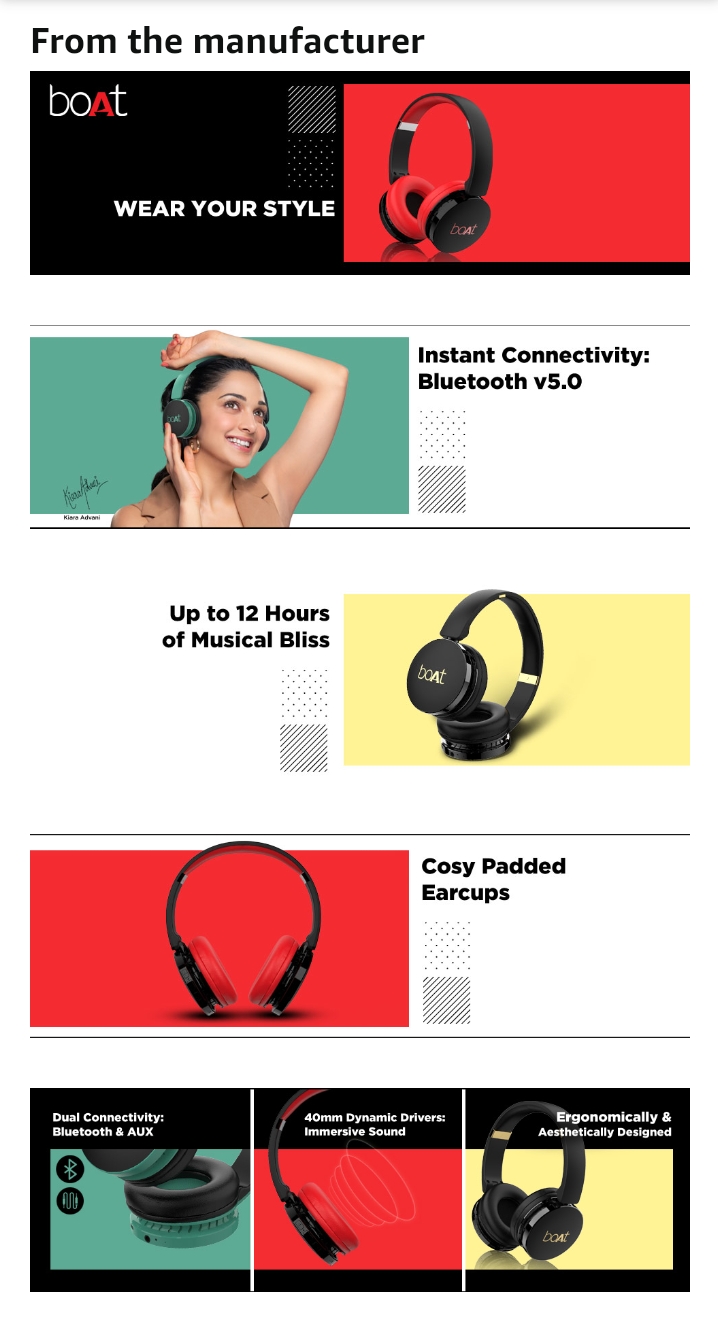 From the manufacturer
boAt
WEAR YOUR STYLE
boAt
Instant Connectivity:
Bluetooth v5.0
boAt
Kiara Advani
Kiara Advani
Up to 12 Hours
of Musical Bliss
boAt
Cosy Padded
Earcups
Dual Connectivity:
Bluetooth & AUX
40mm Dynamic Drivers:
Immersive Sound
Ergonomically &
Aesthetically Designed
boAt